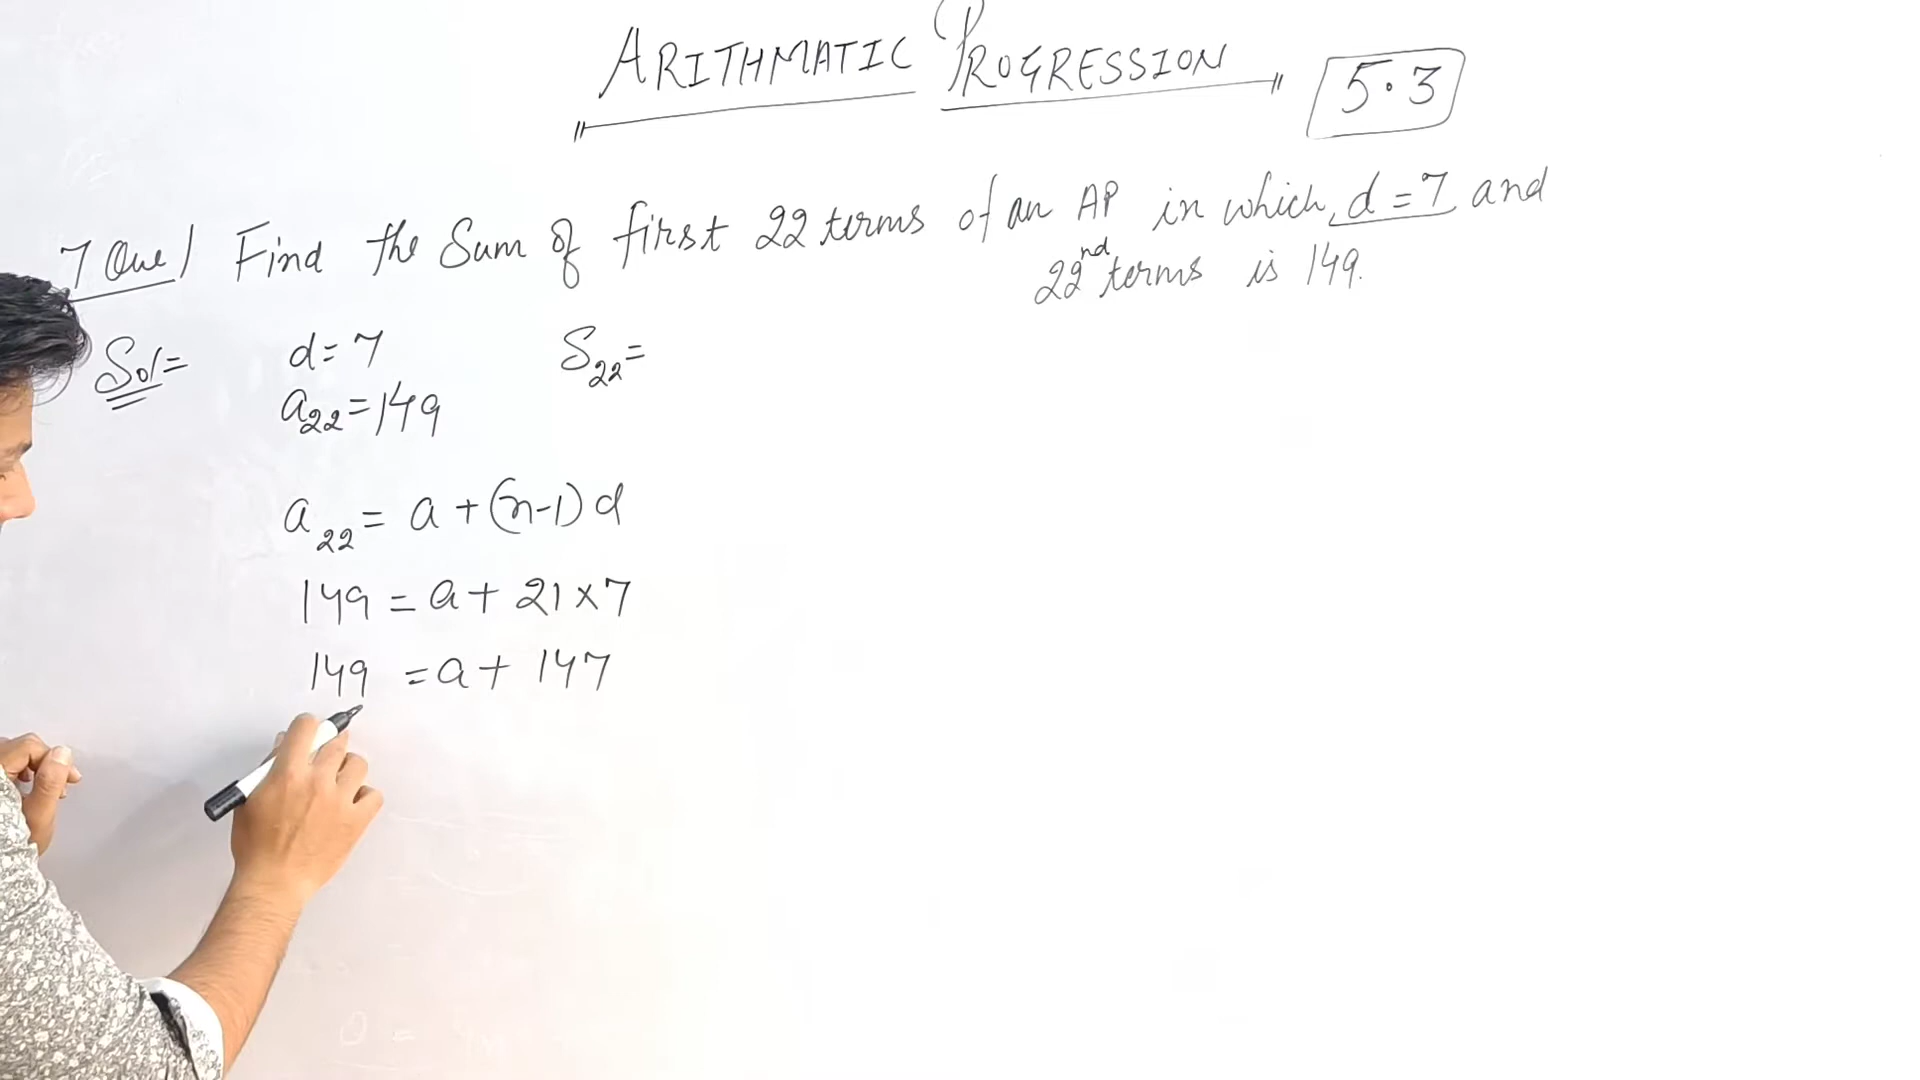 ARITHMATIC PROGRESSION 5.3
7 Que) Find the Sum of first 22 terms of an AP in which, d = 7 and
22nd terms is 149.
Sol= d = 7 S22 =
a22 = 149
a22 = a + (n-1) d
149 = a + 21 × 7
149 = a + 147